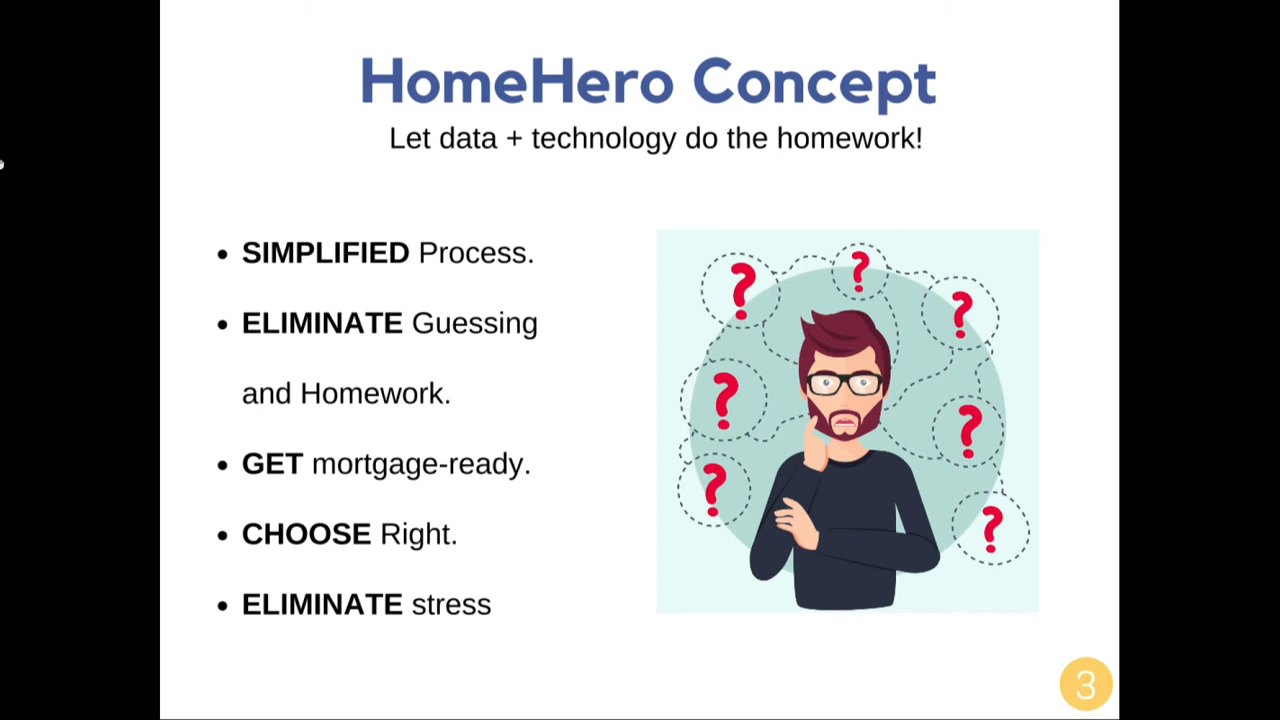 HomeHero Concept
Let data + technology do the homework!
• SIMPLIFIED Process.
• ELIMINATE Guessing
and Homework.
• GET mortgage-ready.
• CHOOSE Right.
• ELIMINATE stress
? ? ? ? ? ? ? ?
3